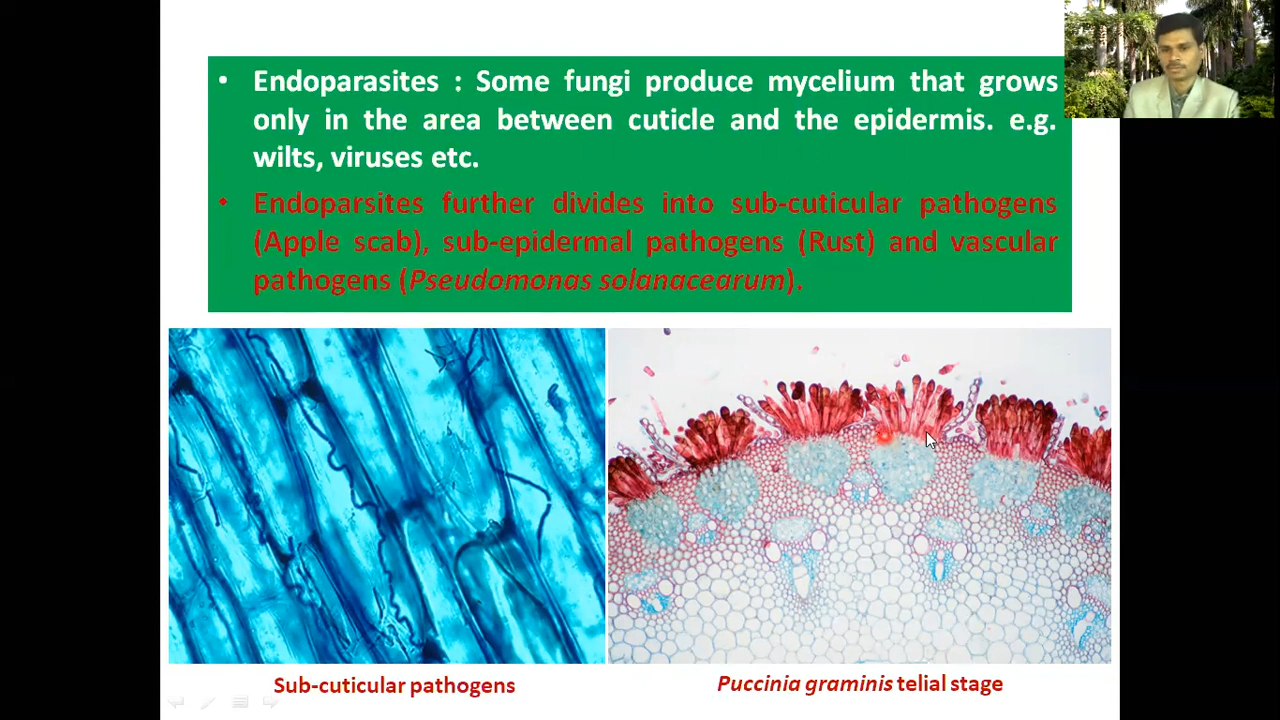 • Endoparasites : Some fungi produce mycelium that grows
only in the area between cuticle and the epidermis. e.g.
wilts, viruses etc.
• Endoparsites further divides into sub-cuticular pathogens
(Apple scab), sub-epidermal pathogens (Rust) and vascular
pathogens (Pseudomonas solanacearum).
Sub-cuticular pathogens
Puccinia graminis telial stage